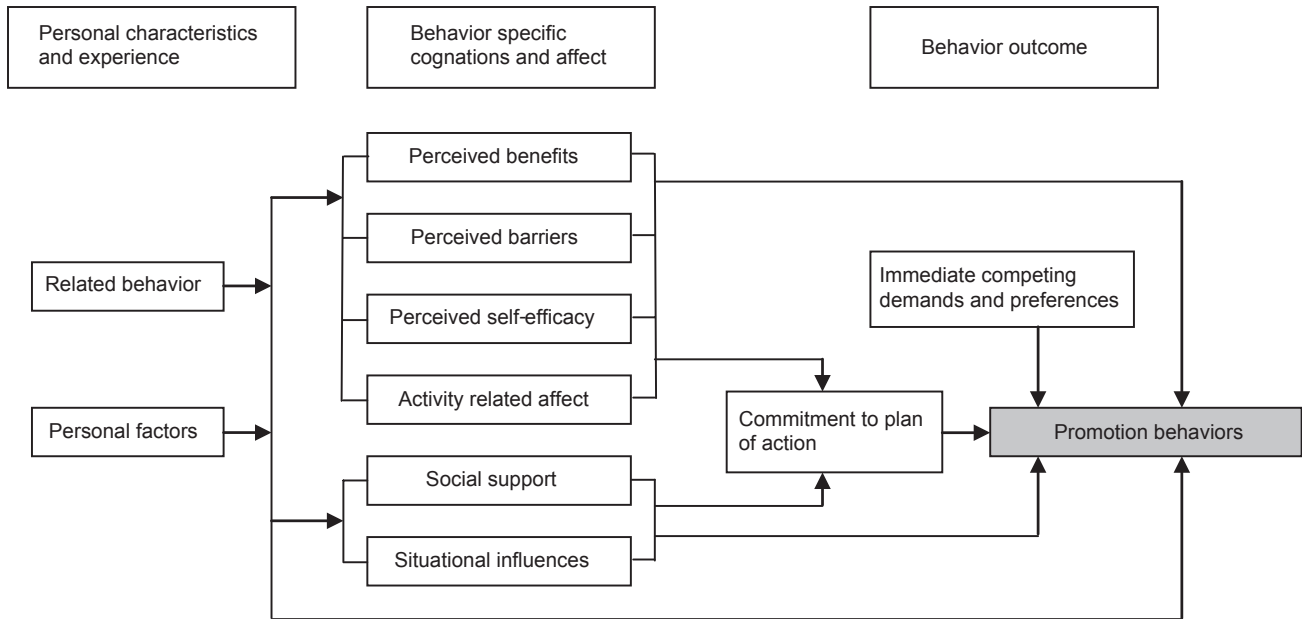 Personal characteristics
and experience
Behavior specific
cognations and affect
Behavior outcome
Perceived benefits
Perceived barriers
Related behavior
Immediate competing
demands and preferences
Perceived self-efficacy
Activity related affect
Personal factors
Commitment to plan
of action
Promotion behaviors
Social support
Situational influences